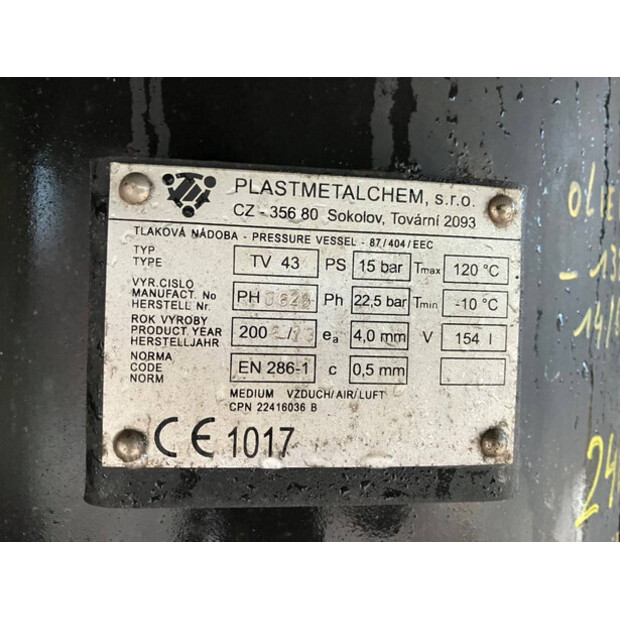 PLASTMETALCHEM, s.r.o.
CZ - 356 80 Sokolov, Tovární 2093
TLAKOVÁ NÁDOBA - PRESSURE VESSEL - 87/404/EEC
TYP
TYPE
TV 43 PS 15 bar Tmax 120 °C
VYR.CISLO
MANUFACT. No
HERSTELL Nr.
PH Ph 22,5 bar Tmin -10 °C
ROK VYROBY
PRODUCT YEAR
HERSTELLJAHR
200 ea 4,0 mm V 154 l
NORMA
CODE
NORM
EN 286-1 c 0,5 mm
MEDIUM VZDUCH/AIR/LUFT
CPN 22416036 B
CE 1017